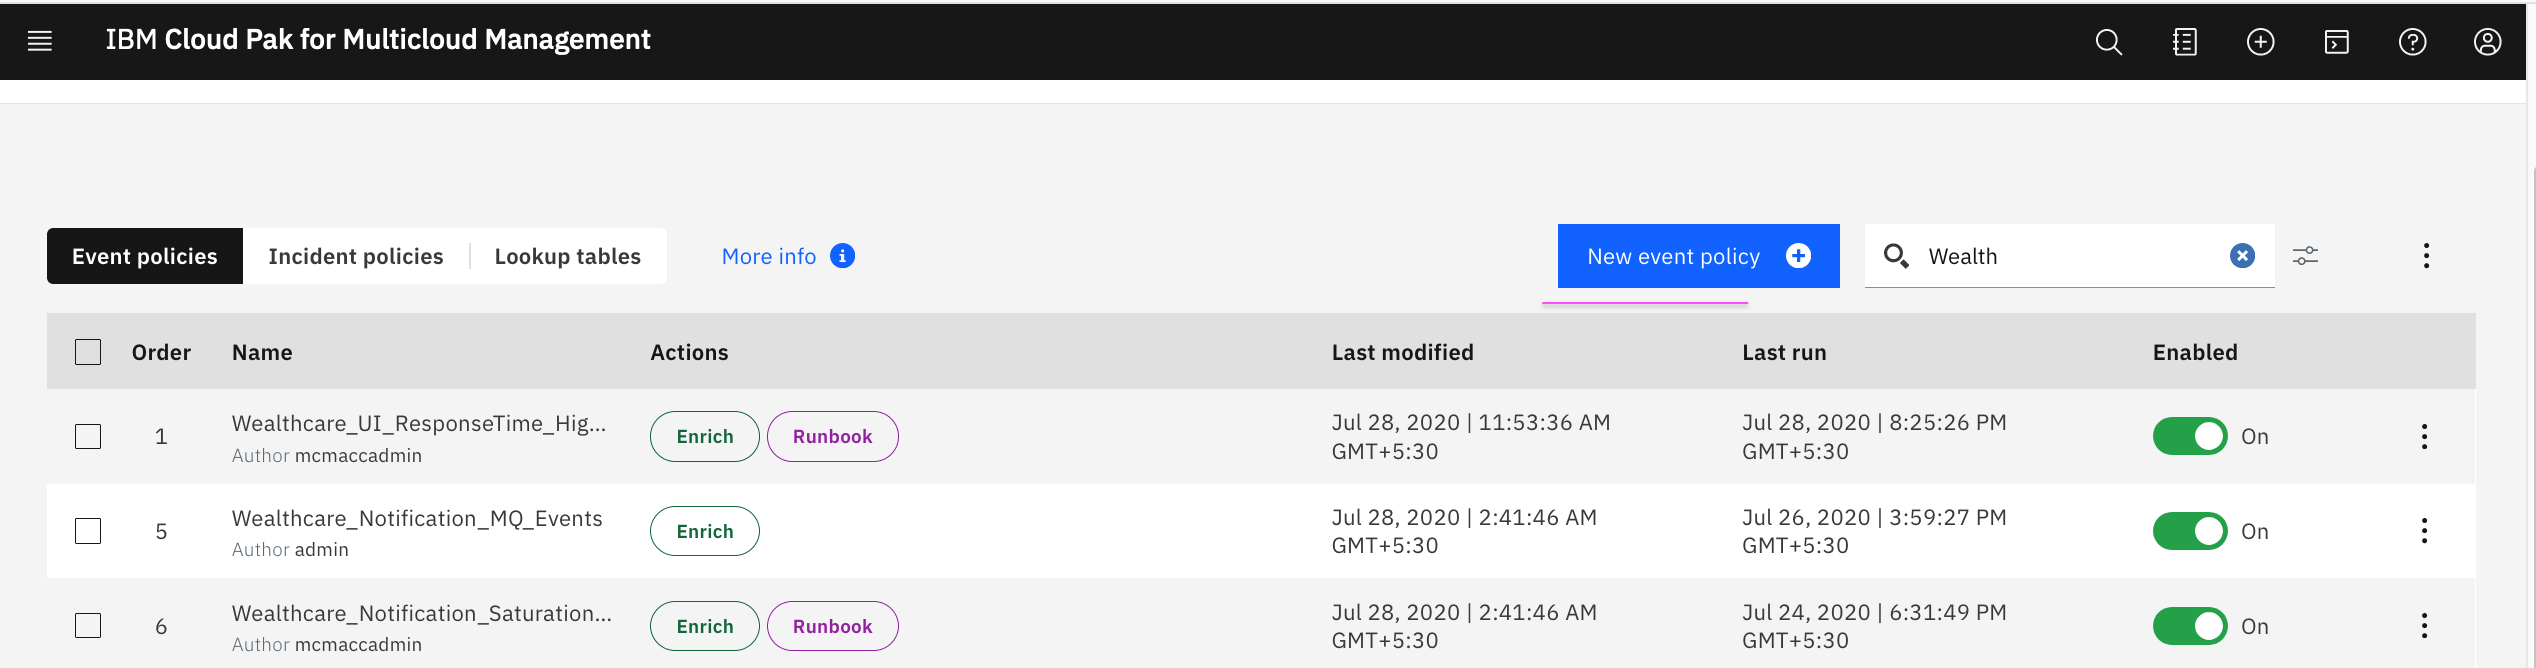 IBM Cloud Pak for Multicloud Management
Event policies Incident policies Lookup tables More info New event policy Wealth
Order Name Actions Last modified Last run Enabled
1 Wealthcare_UI_ResponseTime_Hig... Enrich Runbook Jul 28, 2020 | 11:53:36 AM Jul 28, 2020 | 8:25:26 PM On
Author mcmaccadmin GMT+5:30 GMT+5:30
5 Wealthcare_Notification_MQ_Events Enrich Jul 28, 2020 | 2:41:46 AM Jul 26, 2020 | 3:59:27 PM On
Author admin GMT+5:30 GMT+5:30
6 Wealthcare_Notification_Saturation... Enrich Runbook Jul 28, 2020 | 2:41:46 AM Jul 24, 2020 | 6:31:49 PM On
Author mcmaccadmin GMT+5:30 GMT+5:30